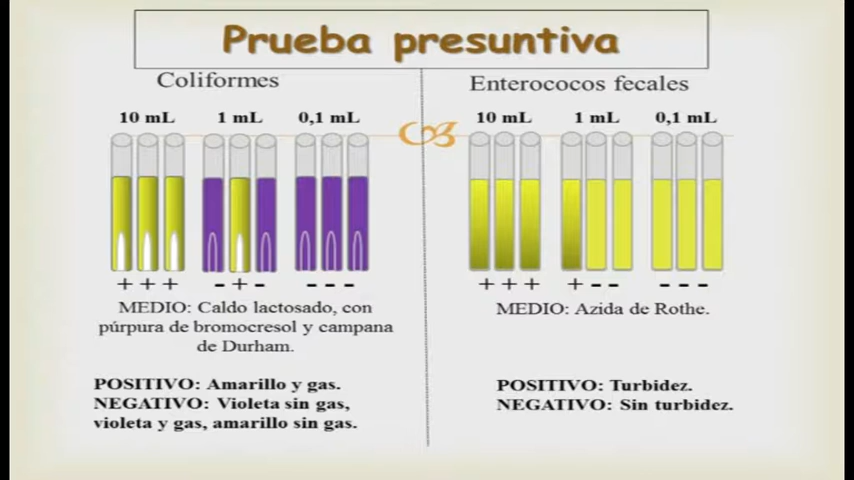 Prueba presuntiva
Coliformes
10 mL 1 mL 0,1 mL
+ + + - + - - - -
MEDIO: Caldo lactosado, con
púrpura de bromocresol y campana
de Durham.
POSITIVO: Amarillo y gas.
NEGATIVO: Violeta sin gas,
violeta y gas, amarillo sin gas.
Enterococos fecales
10 mL 1 mL 0,1 mL
+ + + + - - - - -
MEDIO: Azida de Rothe.
POSITIVO: Turbidez.
NEGATIVO: Sin turbidez.